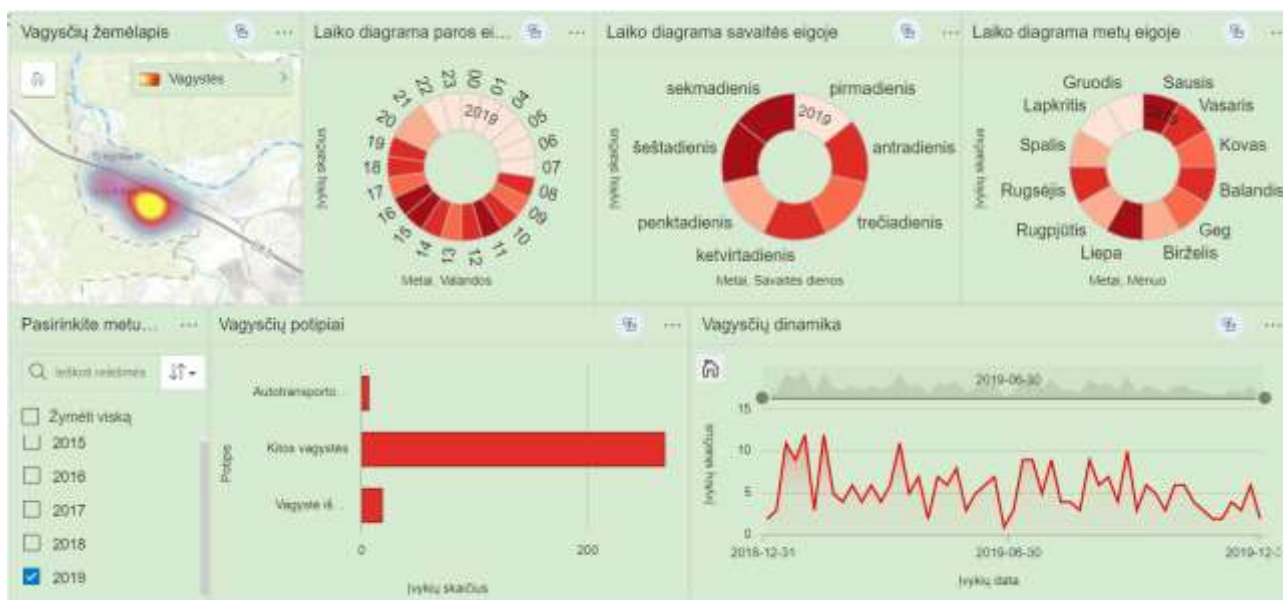 Vagysčių žemėlapis
Vagystės
Laiko diagrama paros ei...
23
00
01
04
05
06
07
08
09
10
11
12
13
14
15
16
17
18
19
20
21
22
2019
Įvykių skaičius
Metai, Valandos
Laiko diagrama savaitės eigoje
sekmadienis
pirmadienis
2019
šeštadienis
antradienis
penktadienis
trečiadienis
ketvirtadienis
Įvykių skaičius
Metai, Savaitės dienos
Laiko diagrama metų eigoje
Gruodis
Sausis
Lapkritis
Vasaris
Spalis
Kovas
Rugsėjis
Balandis
Rugpjūtis
Geg
Liepa
Birželis
Įvykių skaičius
Metai, Mėnuo
Pasirinkite metu...
Ieškoti reikšmės
Žymėti viską
2015
2016
2017
2018
2019
Vagysčių potipiai
Potipis
Autotransporto...
Kitos vagystės
Vagystė iš...
0
200
Įvykių skaičius
Vagysčių dinamika
2019-06-30
Įvykių skaičius
15
10
5
0
2018-12-31
2019-06-30
2019-12-3
Įvykių data